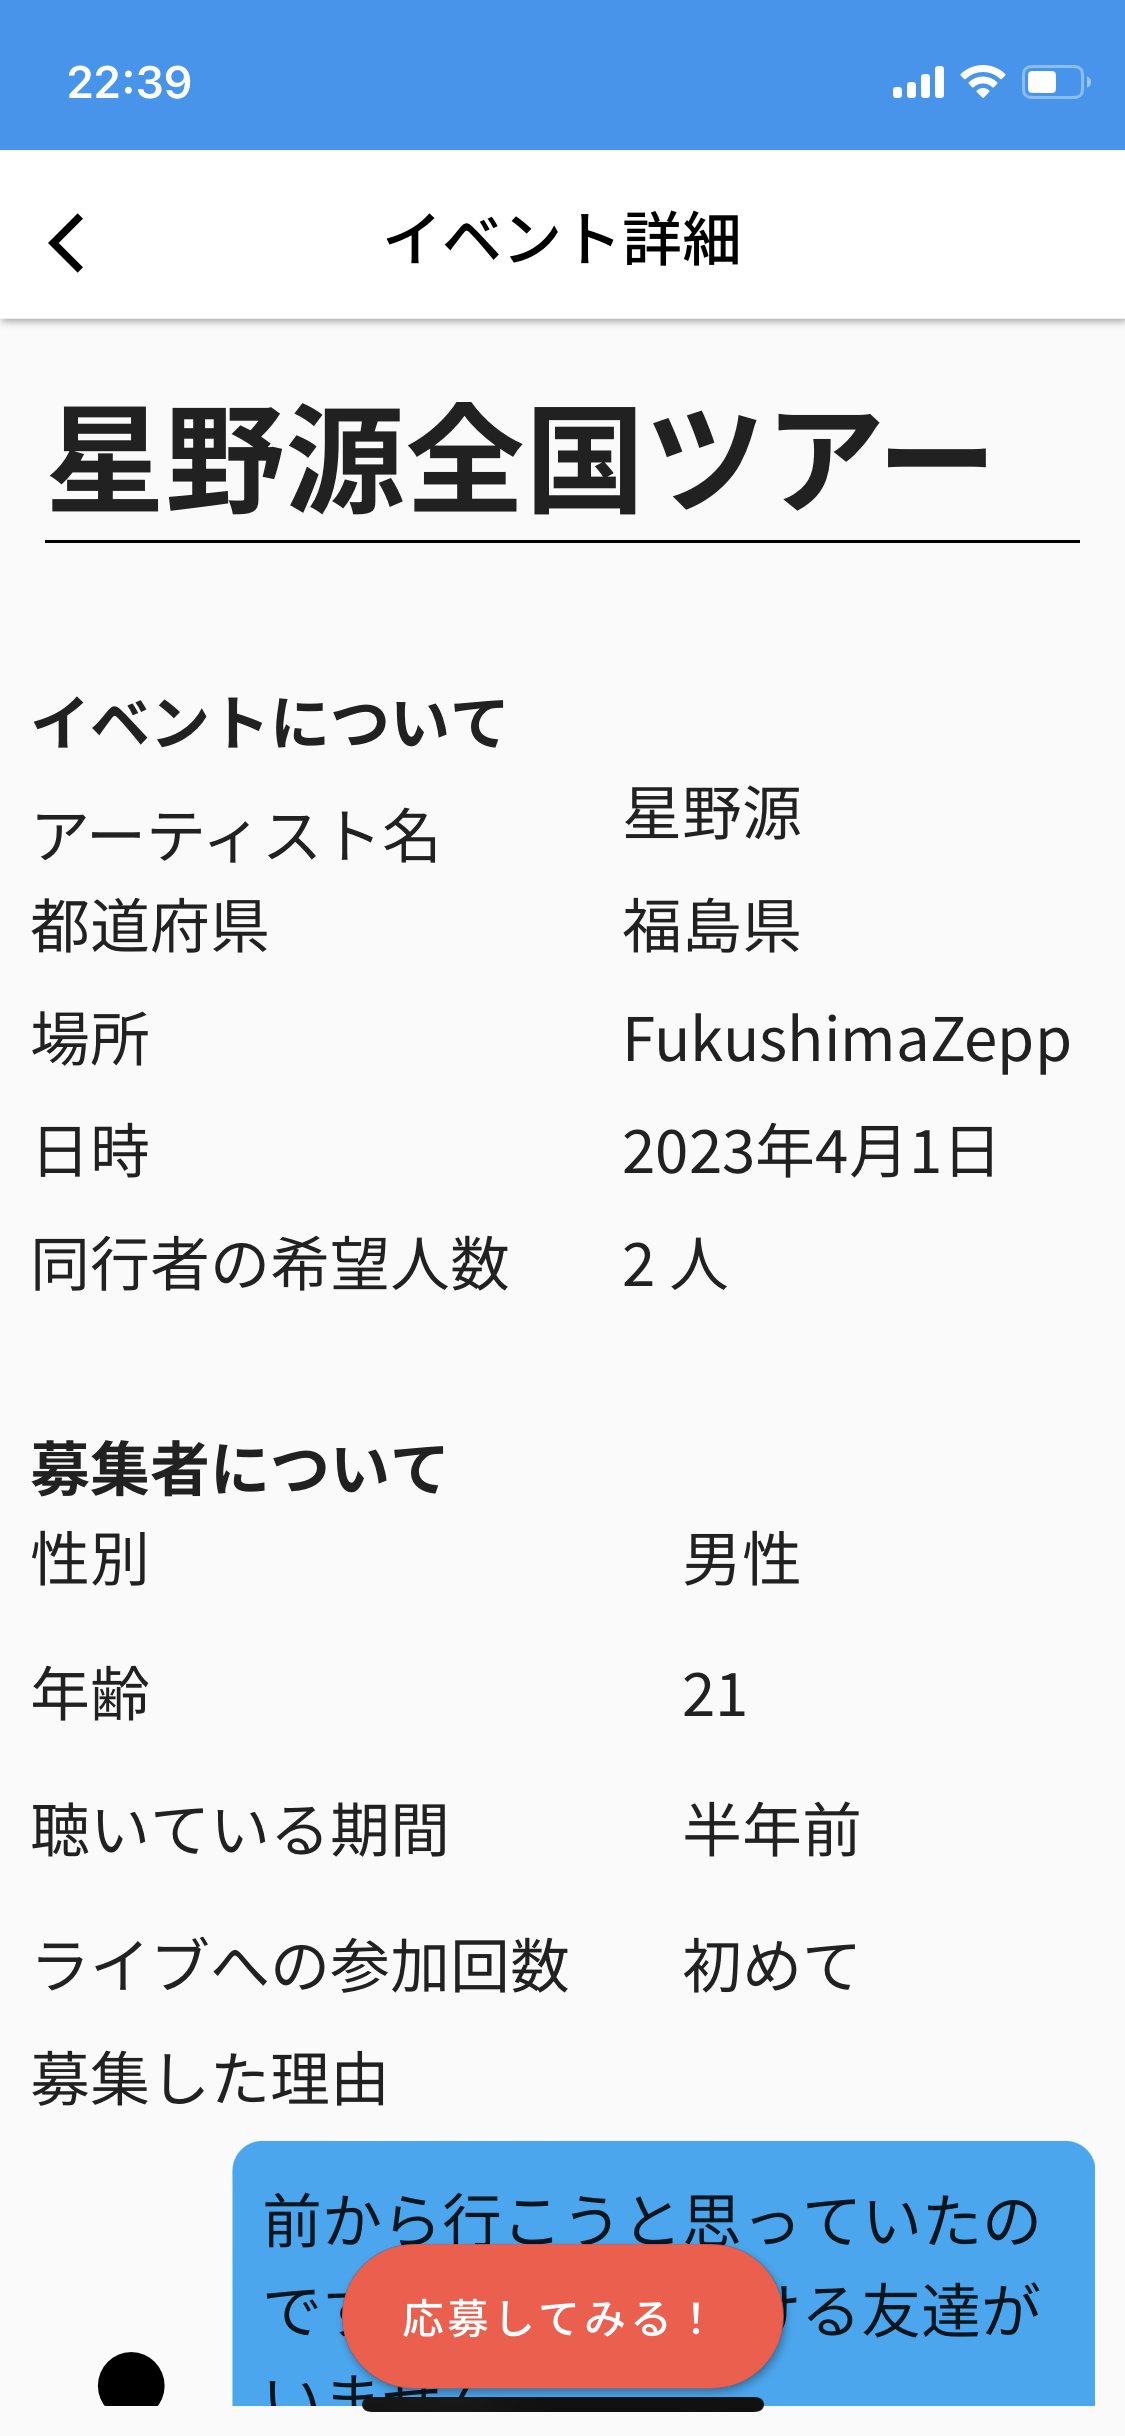 22:39
イベント詳細
星野源全国ツアー
イベントについて
アーティスト名 星野源
都道府県 福島県
場所 FukushimaZepp
日時 2023年4月1日
同行者の希望人数 2 人
募集者について
性別 男性
年齢 21
聴いている期間 半年前
ライブへの参加回数 初めて
募集した理由
前から行こうと思っていたの
で ける友達が
いません
応募してみる！